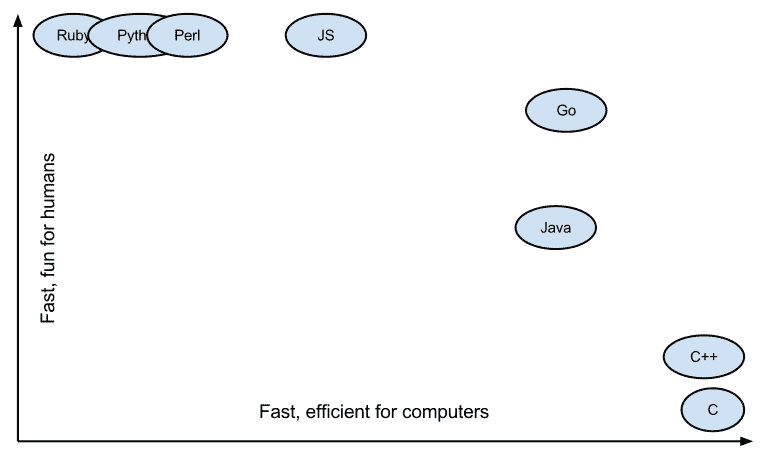 Ruby
Pyth
Perl
JS
Go
Fast, fun for humans
Java
C++
C
Fast, efficient for computers